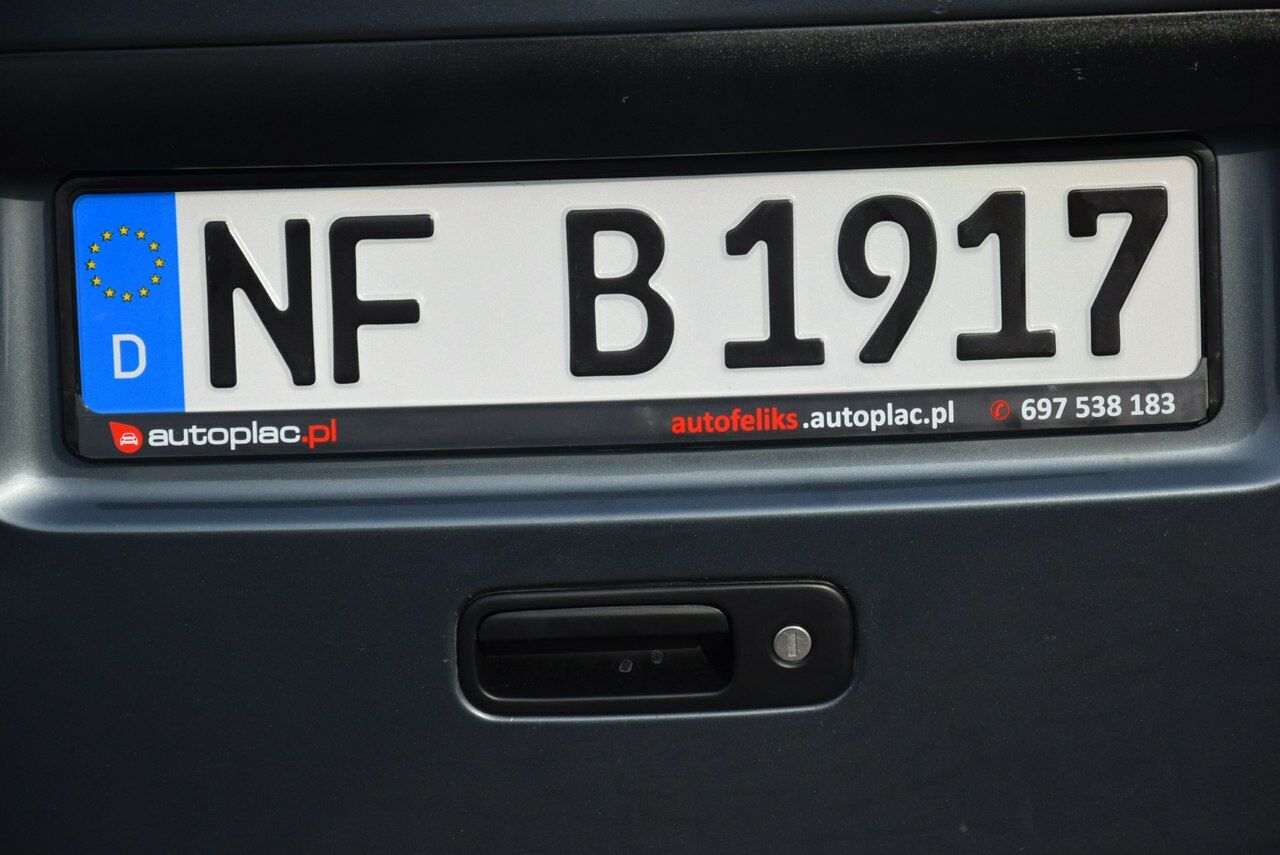 D
NF B 1917
autoplac.pl autofeliks.autoplac.pl ✆ 697 538 183